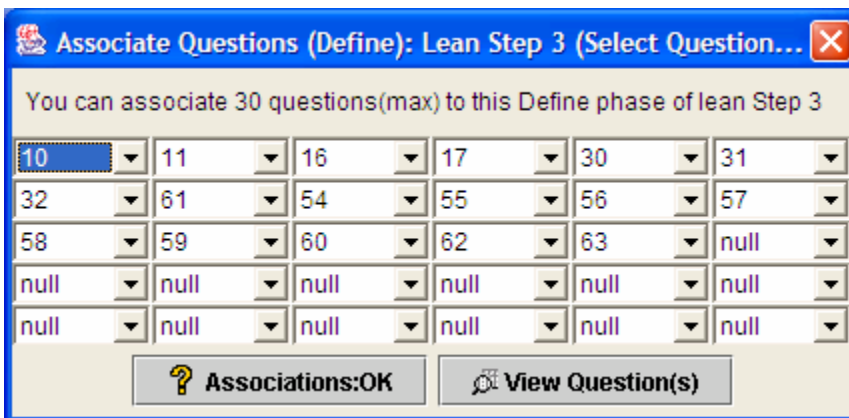 Associate Questions (Define): Lean Step 3 (Select Question...
You can associate 30 questions(max) to this Define phase of lean Step 3
10 11 16 17 30 31
32 61 54 55 56 57
58 59 60 62 63 null
null null null null null null
null null null null null null
Associations:OK View Question(s)